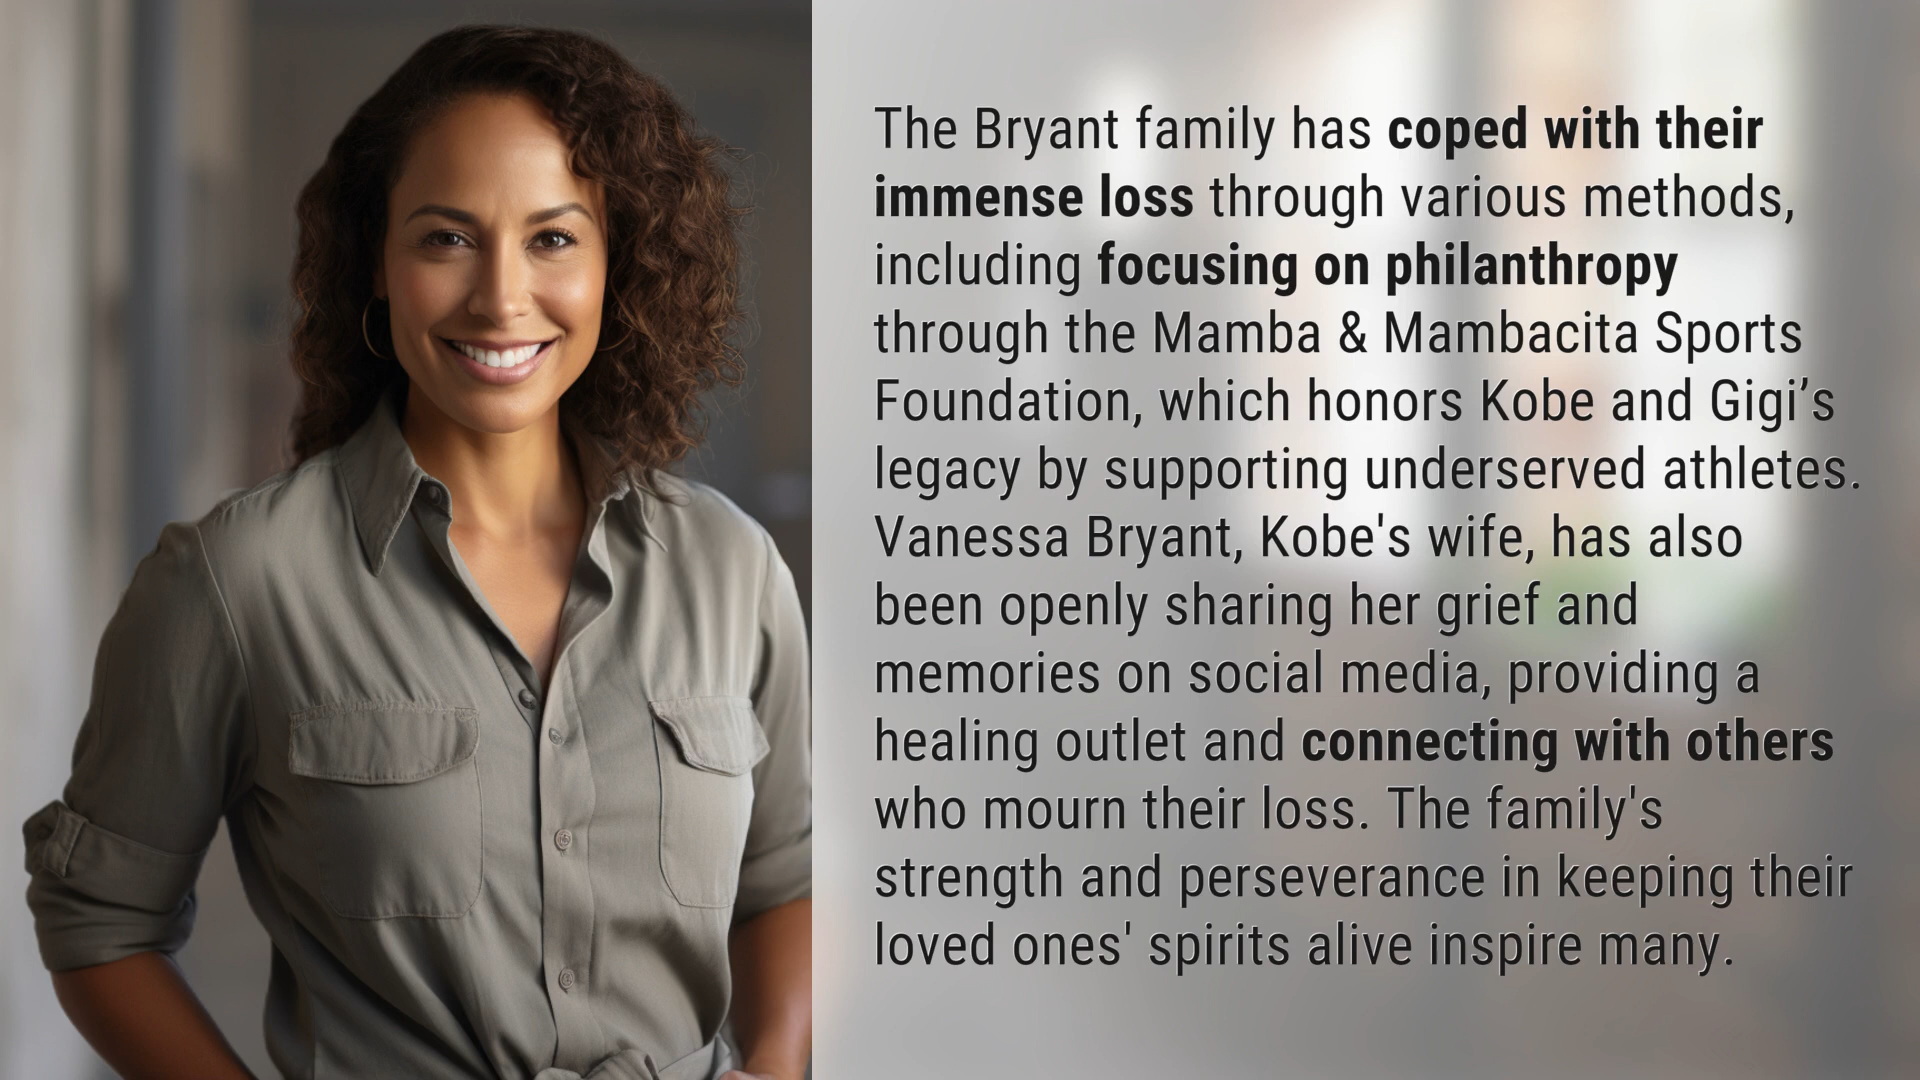 The Bryant family has coped with their
immense loss through various methods,
including focusing on philanthropy
through the Mamba & Mambacita Sports
Foundation, which honors Kobe and Gigi’s
legacy by supporting underserved athletes.
Vanessa Bryant, Kobe's wife, has also
been openly sharing her grief and
memories on social media, providing a
healing outlet and connecting with others
who mourn their loss. The family's
strength and perseverance in keeping their
loved ones' spirits alive inspire many.